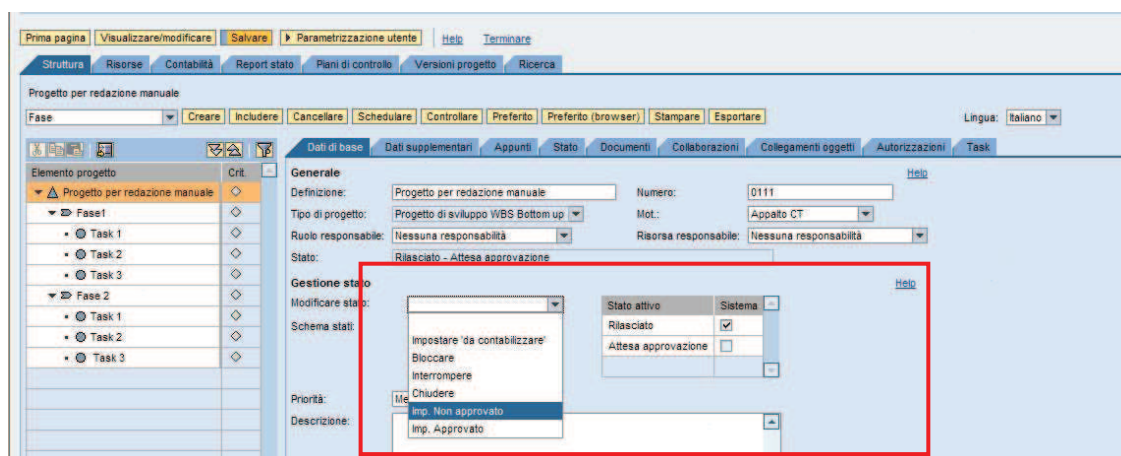 Prima pagina Visualizzare/modificare Salvare Parametrizzazione utente Help Terminare
Struttura Risorse Contabilità Report stato Piani di controllo Versioni progetto Ricerca
Progetto per redazione manuale
Fase Creare Includere Cancellare Schedulare Controllare Preferito Preferito (browser) Stampare Esportare Lingua: Italiano
Dati di base Dati supplementari Appunti Stato Documenti Collaborazioni Collegamenti oggetti Autorizzazioni Task
Elemento progetto Crit.
Progetto per redazione manuale
Fase1
Task 1
Task 2
Task 3
Fase 2
Task 1
Task 2
Task 3
Generale Help
Definizione: Progetto per redazione manuale Numero: 0111
Tipo di progetto: Progetto di sviluppo WBS Bottom up Mot.: Appalto CT
Ruolo responsabile: Nessuna responsabilità Risorsa responsabile: Nessuna responsabilità
Stato: Rilasciato - Attesa approvazione
Gestione stato Help
Modificare stato:
Schema stati:
Impostare 'da contabilizzare'
Bloccare
Interrompere
Chiudere
Imp. Non approvato
Imp. Approvato
Stato attivo Sistema
Rilasciato
Attesa approvazione
Priorità: Me
Descrizione: